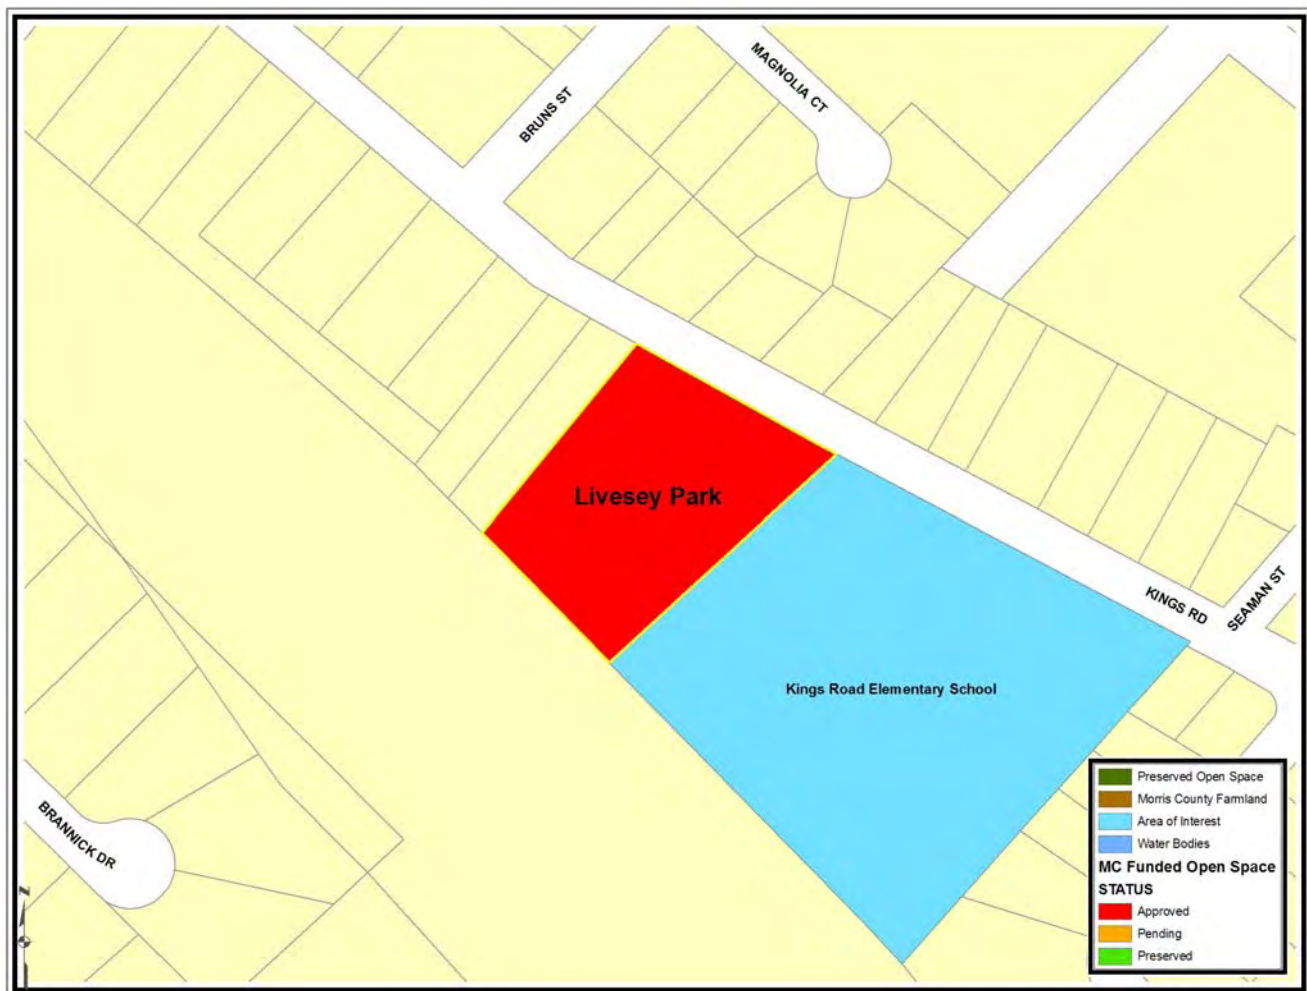 MAGNOLIA CT
BRUNS ST
Livesey Park
KINGS RD
SEAMAN ST
Kings Road Elementary School
BRANNICK DR
Preserved Open Space
Morris County Farmland
Area of Interest
Water Bodies
MC Funded Open Space
STATUS
Approved
Pending
Preserved
Z